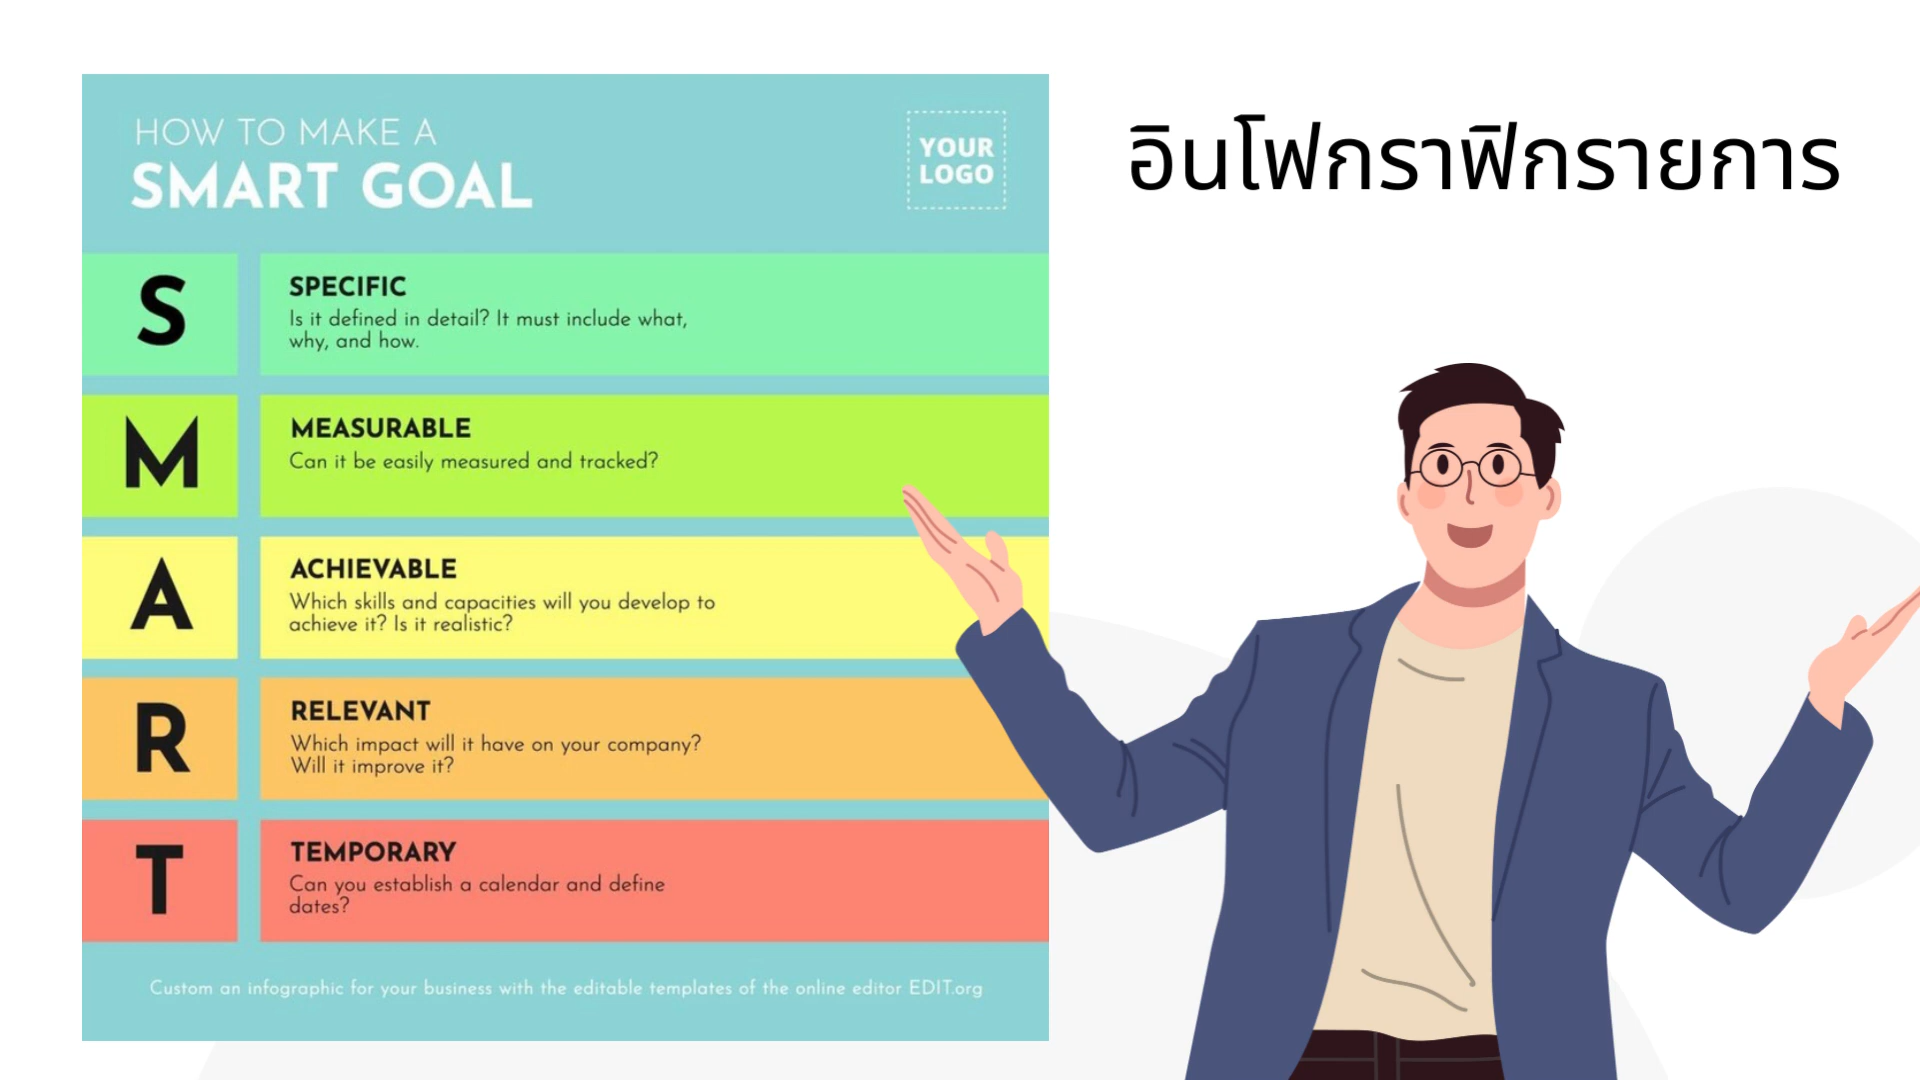 HOW TO MAKE A
SMART GOAL
YOUR
LOGO
S
SPECIFIC
Is it defined in detail? It must include what,
why, and how.
M
MEASURABLE
Can it be easily measured and tracked?
A
ACHIEVABLE
Which skills and capacities will you develop to
achieve it? Is it realistic?
R
RELEVANT
Which impact will it have on your company?
Will it improve it?
T
TEMPORARY
Can you establish a calendar and define
dates?
Custom an infographic for your business with the editable templates of the online editor EDIT.org
อินโฟกราฟิกรายการ